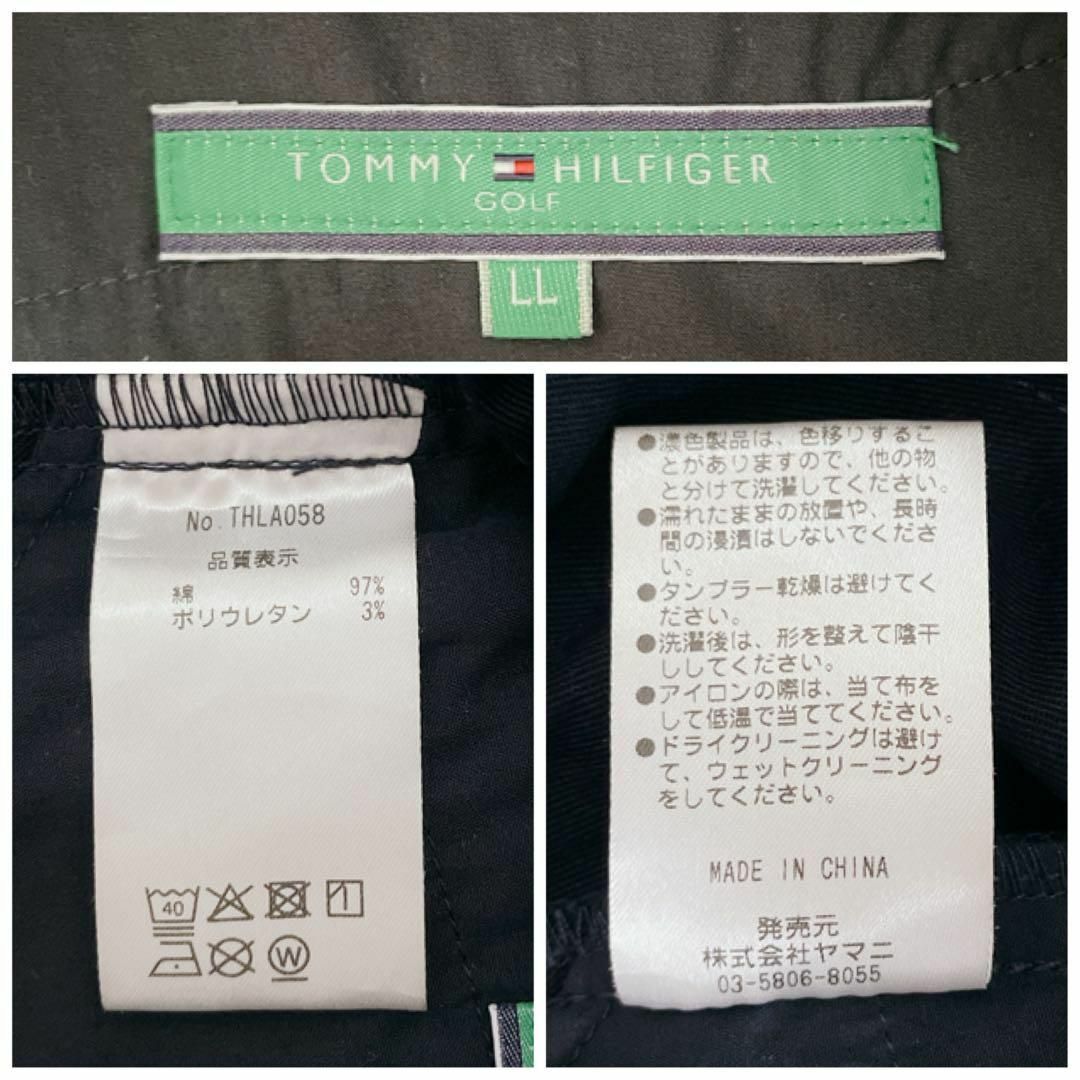 TOMMY HILFIGER
GOLF
LL
No.THLA058
品質表示
綿 97%
ポリウレタン 3%
40
W
●濃色製品は、色移りするこ
とがありますので、他の物
と分けて洗濯してください。
●濡れたままの放置や、長時
間の浸漬はしないでくださ
い。
●タンブラー乾燥は避けてく
ださい。
●洗濯後は、形を整えて陰干
ししてください。
●アイロンの際は、当て布を
して低温で当ててください。
●ドライクリーニングは避け
て、ウェットクリーニング
をしてください。
MADE IN CHINA
発売元
株式会社ヤマニ
03-5806-8055